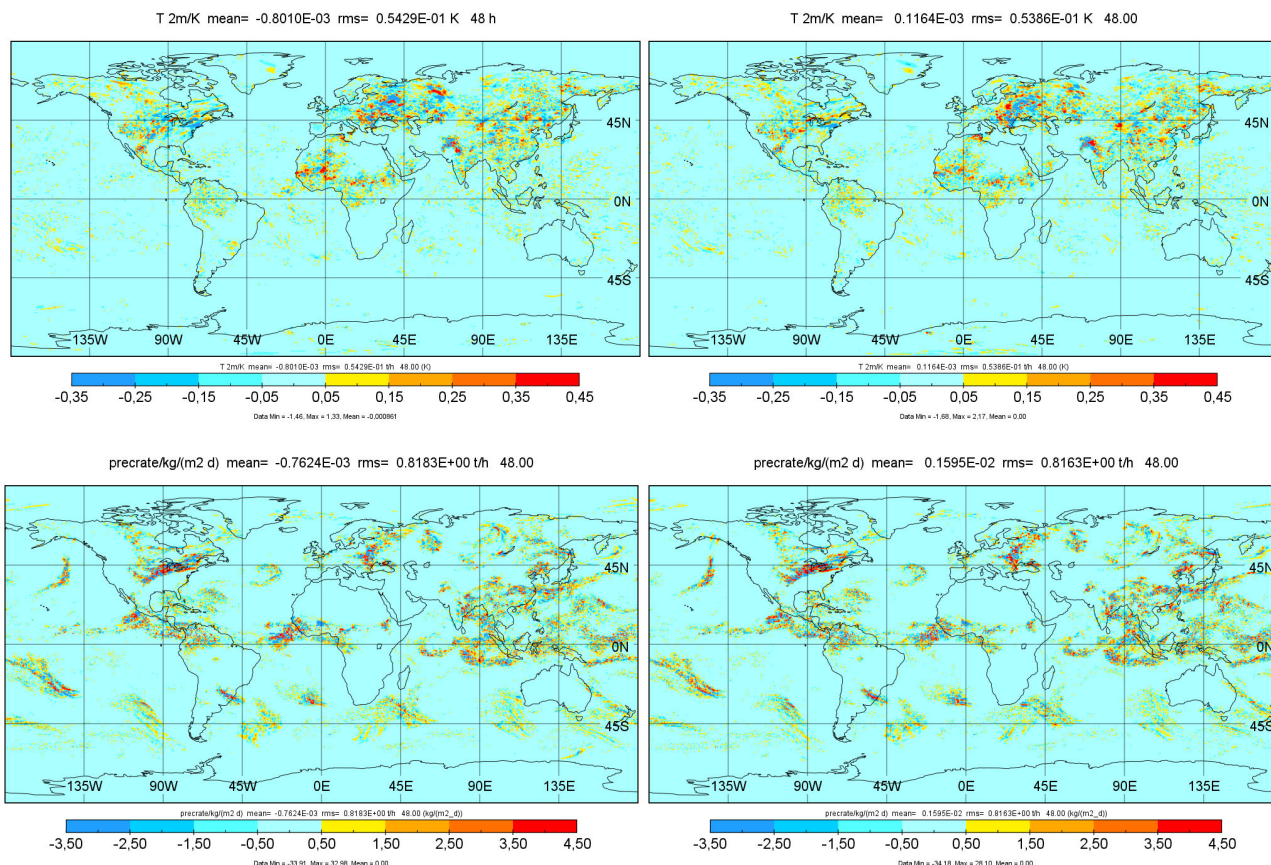 T 2m/K mean= -0.8010E-03 rms= 0.5429E-01 K 48 h
45N
0N
45S
135W 90W 45W 0E 45E 90E 135E
T 2m/K mean= -0.8010E-03 rms= 0.5429E-01 t/h 48.00 (K)
-0,35 -0,25 -0,15 -0,05 0,05 0,15 0,25 0,35 0,45
Data Min = -1,46, Max = 1,33, Mean = -0,000861
T 2m/K mean= 0.1164E-03 rms= 0.5386E-01 K 48.00
45N
0N
45S
135W 90W 45W 0E 45E 90E 135E
T 2m/K mean= 0.1164E-03 rms= 0.5386E-01 t/h 48.00 (K)
-0,35 -0,25 -0,15 -0,05 0,05 0,15 0,25 0,35 0,45
Data Min = -1,68, Max = 2,17, Mean = 0,00
precrate/kg/(m2 d) mean= -0.7624E-03 rms= 0.8183E+00 t/h 48.00
45N
0N
45S
135W 90W 45W 0E 45E 90E 135E
precrate/kg/(m2 d) mean= -0.7624E-03 rms= 0.8183E+00 t/h 48.00 (kg/(m2_d))
-3,50 -2,50 -1,50 -0,50 0,50 1,50 2,50 3,50 4,50
Data Min = -33,91, Max = 32,98, Mean = 0,00
precrate/kg/(m2 d) mean= 0.1595E-02 rms= 0.8163E+00 t/h 48.00
45N
0N
45S
135W 90W 45W 0E 45E 90E 135E
precrate/kg/(m2 d) mean= 0.1595E-02 rms= 0.8163E+00 t/h 48.00 (kg/(m2_d))
-3,50 -2,50 -1,50 -0,50 0,50 1,50 2,50 3,50 4,50
Data Min = -34,18, Max = 28,10, Mean = 0,00